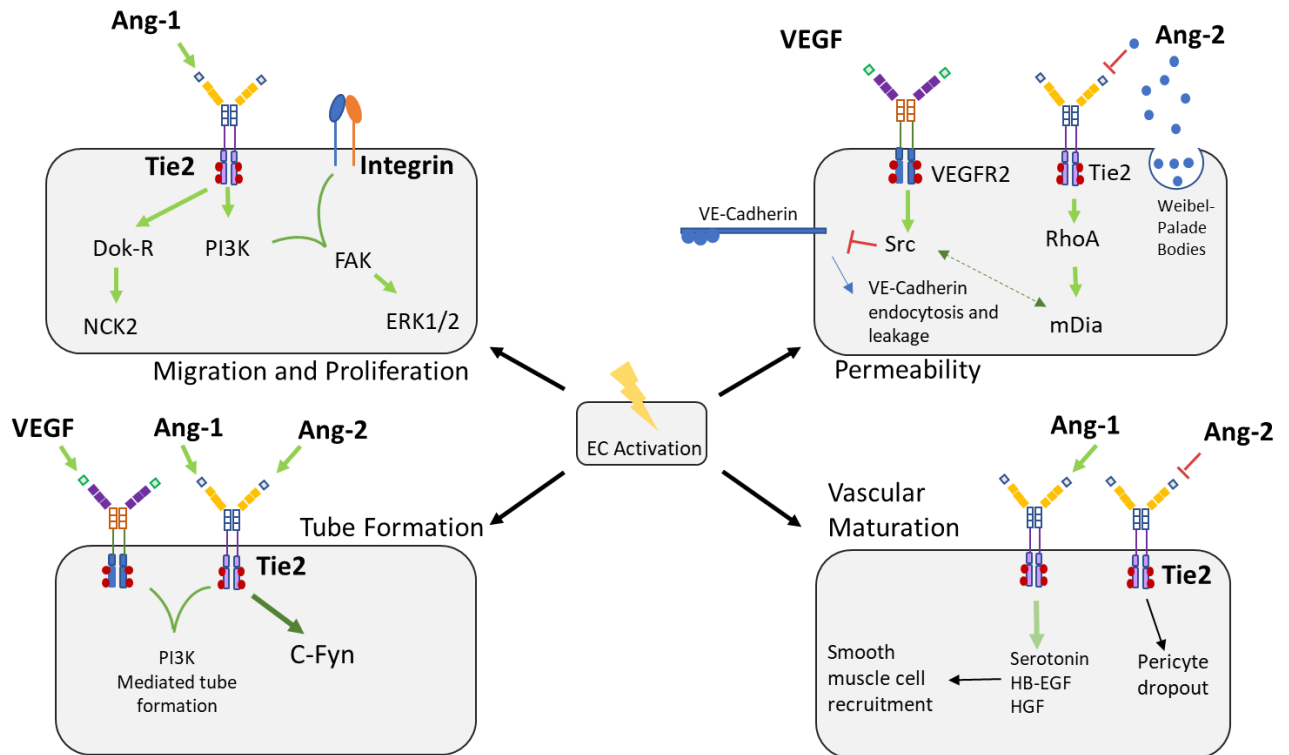 Ang-1
Tie2
Integrin
Dok-R
PI3K
FAK
NCK2
ERK1/2
Migration and Proliferation
VEGF
Ang-2
VEGFR2
Tie2
VE-Cadherin
Src
RhoA
Weibel-
Palade
Bodies
VE-Cadherin
endocytosis and
leakage
mDia
Permeability
EC Activation
VEGF
Ang-1
Ang-2
Tube Formation
Tie2
PI3K
Mediated tube
formation
C-Fyn
Vascular
Maturation
Ang-1
Ang-2
Tie2
Smooth
muscle cell
recruitment
Serotonin
HB-EGF
HGF
Pericyte
dropout